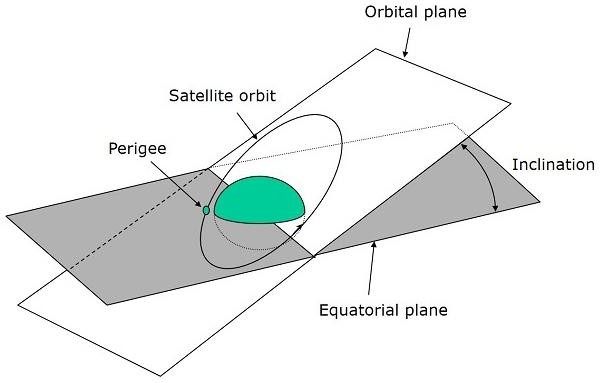 Orbital plane
Satellite orbit
Perigee
Inclination
Equatorial plane